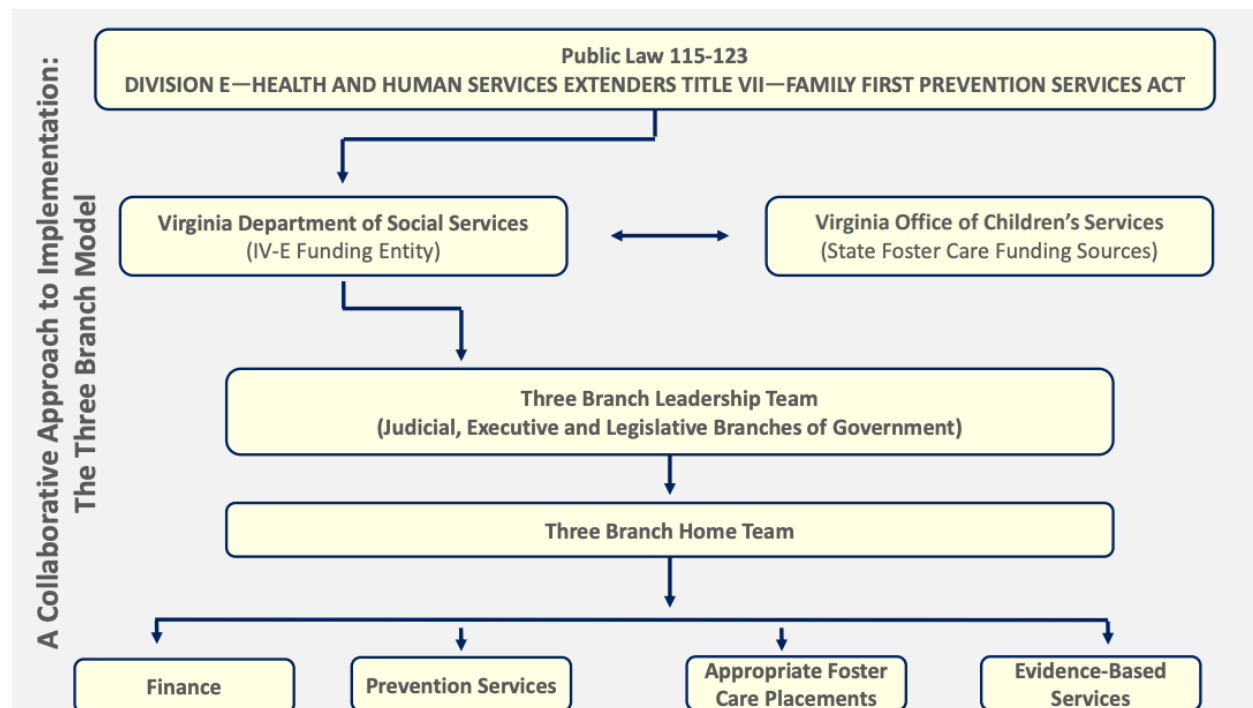 A Collaborative Approach to Implementation:
The Three Branch Model
Public Law 115-123
DIVISION E—HEALTH AND HUMAN SERVICES EXTENDERS TITLE VII—FAMILY FIRST PREVENTION SERVICES ACT
Virginia Department of Social Services
(IV-E Funding Entity)
Virginia Office of Children’s Services
(State Foster Care Funding Sources)
Three Branch Leadership Team
(Judicial, Executive and Legislative Branches of Government)
Three Branch Home Team
Finance
Prevention Services
Appropriate Foster
Care Placements
Evidence-Based
Services